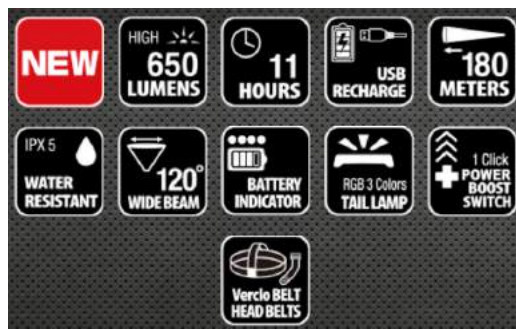 NEW
HIGH
650
LUMENS
11
HOURS
USB
RECHARGE
180
METERS
IPX 5
WATER
RESISTANT
120°
WIDE BEAM
BATTERY
INDICATOR
RGB 3 Colors
TAIL LAMP
1 Click
POWER
BOOST
SWITCH
Verclo BELT
HEAD BELTS